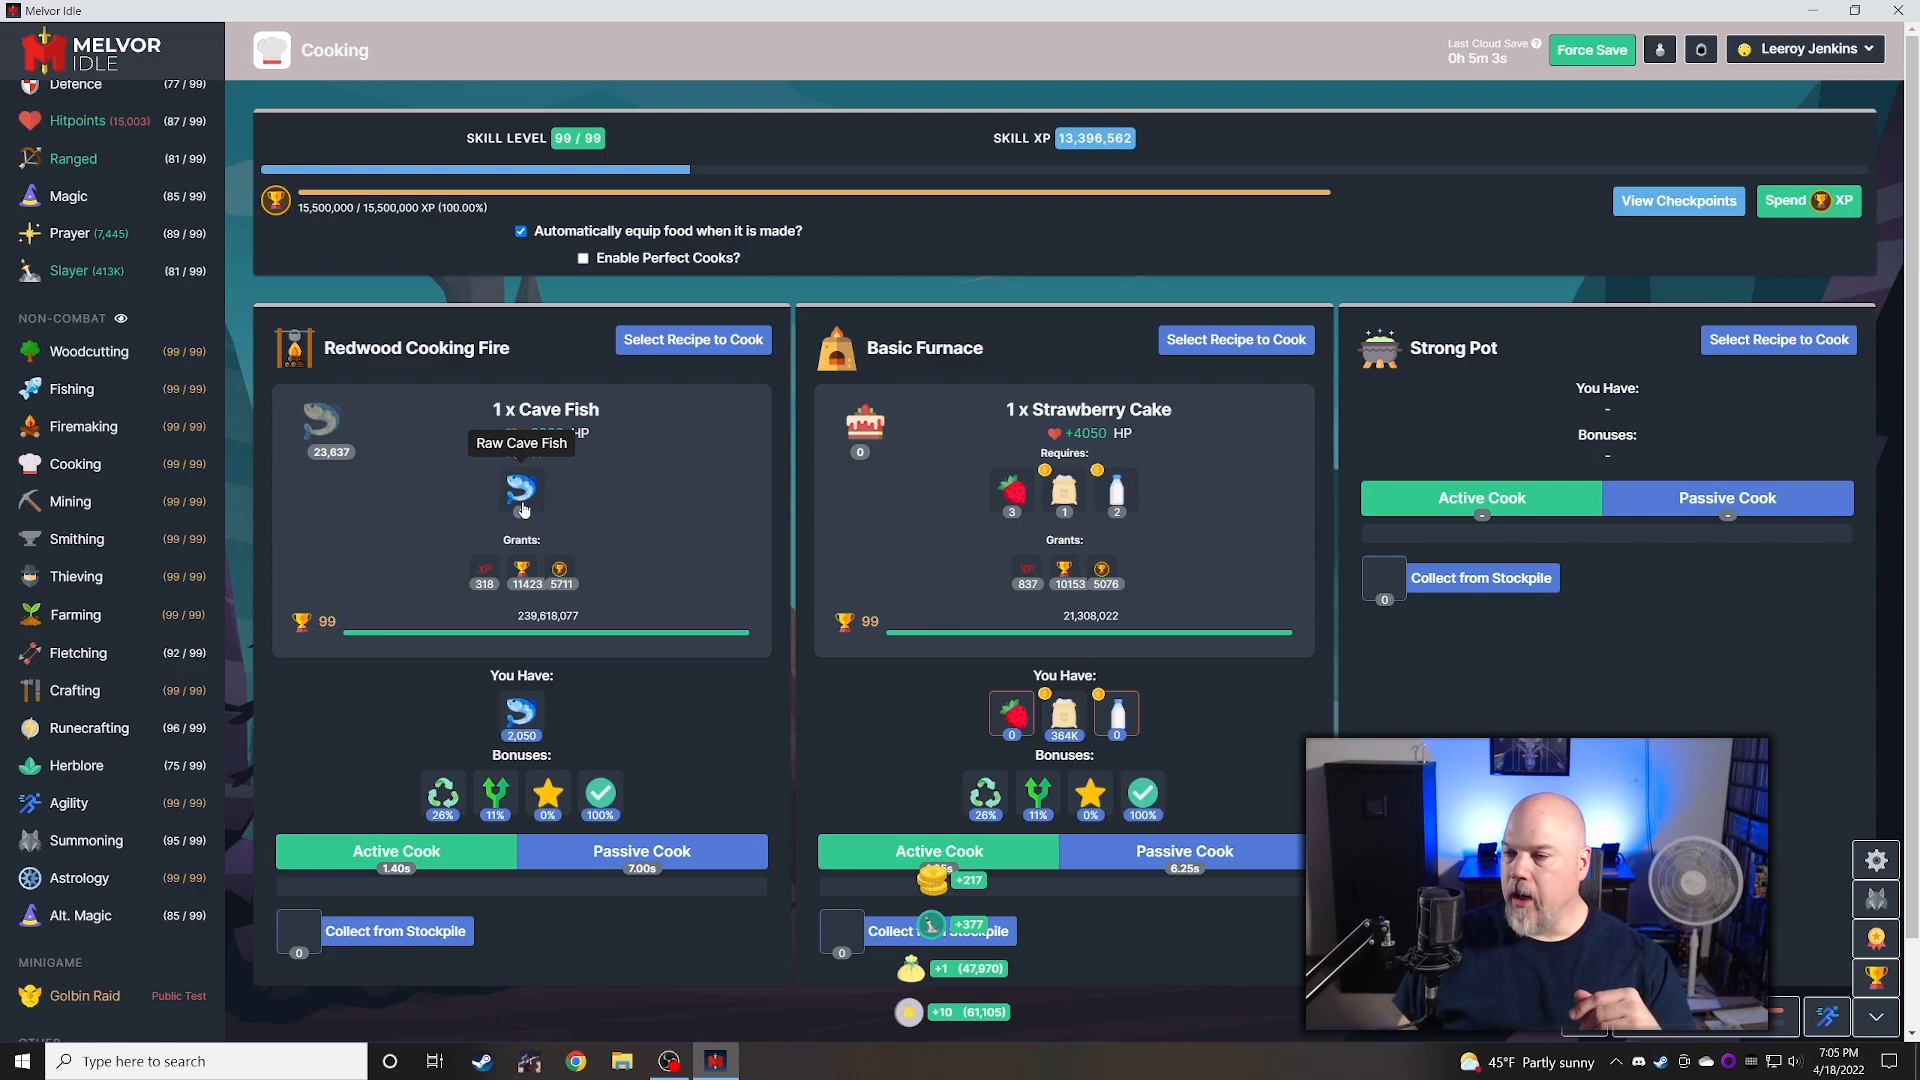 Melvor Idle
MELVOR
IDLE
Defence (77 / 99)
Hitpoints (15,003) (87 / 99)
Ranged (81 / 99)
Magic (85 / 99)
Prayer (7,445) (89 / 99)
Slayer (413K) (81 / 99)
NON-COMBAT
Woodcutting (99 / 99)
Fishing (99 / 99)
Firemaking (99 / 99)
Cooking (99 / 99)
Mining (99 / 99)
Smithing (99 / 99)
Thieving (99 / 99)
Farming (99 / 99)
Fletching (92 / 99)
Crafting (99 / 99)
Runecrafting (96 / 99)
Herblore (75 / 99)
Agility (99 / 99)
Summoning (95 / 99)
Astrology (99 / 99)
Alt. Magic (85 / 99)
MINIGAME
Golbin Raid Public Test
Cooking
Last Cloud Save
0h 5m 3s
Force Save
Leeroy Jenkins
SKILL LEVEL 99 / 99
SKILL XP 13,396,562
15,500,000 / 15,500,000 XP (100.00%)
View Checkpoints
Spend XP
Automatically equip food when it is made?
Enable Perfect Cooks?
Redwood Cooking Fire
Select Recipe to Cook
1 x Cave Fish
HP
Raw Cave Fish
23,637
Grants:
XP
318 11423 5711
239,618,077
99
You Have:
2,050
Bonuses:
26% 11% 0% 100%
Active Cook
1.40s
Passive Cook
7.00s
Collect from Stockpile
0
Basic Furnace
Select Recipe to Cook
1 x Strawberry Cake
+4050 HP
0
Requires:
3 1 2
Grants:
XP
837 10153 5076
21,308,022
99
You Have:
0 364K 0
Bonuses:
26% 11% 0% 100%
Active Cook
Passive Cook
6.25s
+217
+377
Collect
0
+1 (47,970)
+10 (61,105)
Strong Pot
Select Recipe to Cook
You Have:
-
Bonuses:
-
Active Cook
-
Passive Cook
-
Collect from Stockpile
0
Type here to search
45°F Partly sunny
7:05 PM
4/18/2022